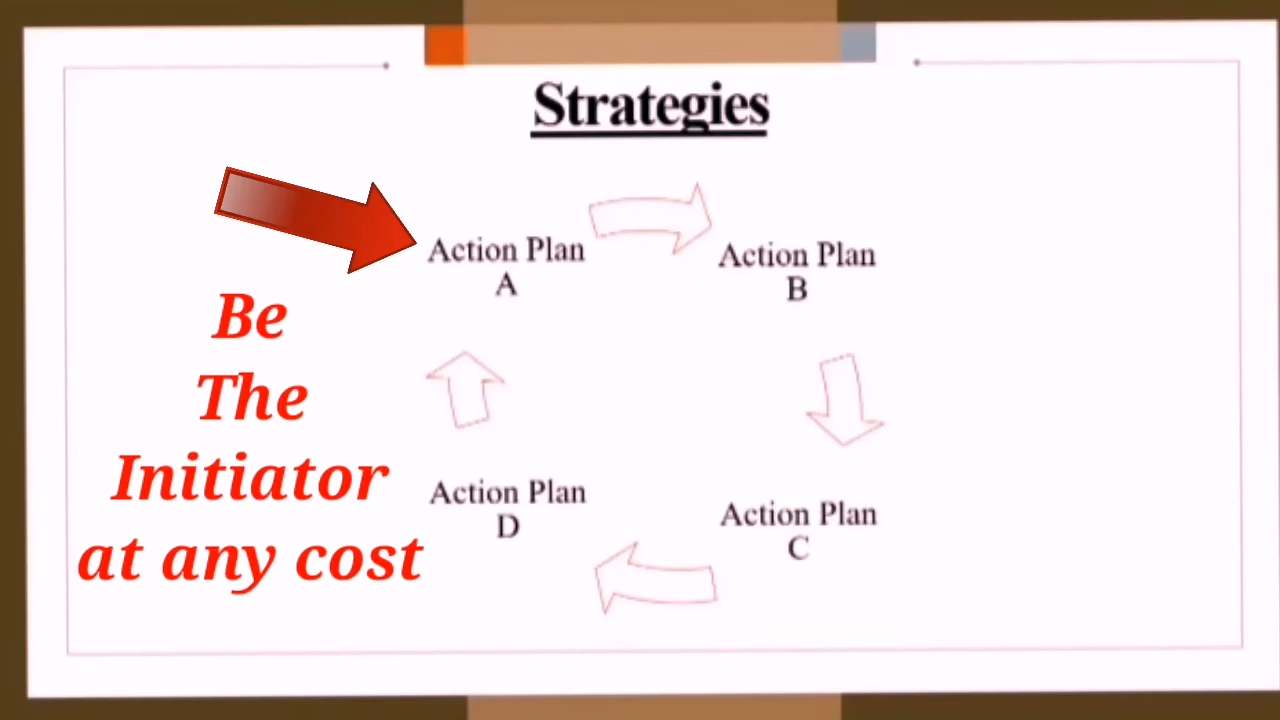 Strategies
Action Plan
A
Action Plan
B
Be
The
Initiator
at any cost
Action Plan
D
Action Plan
C